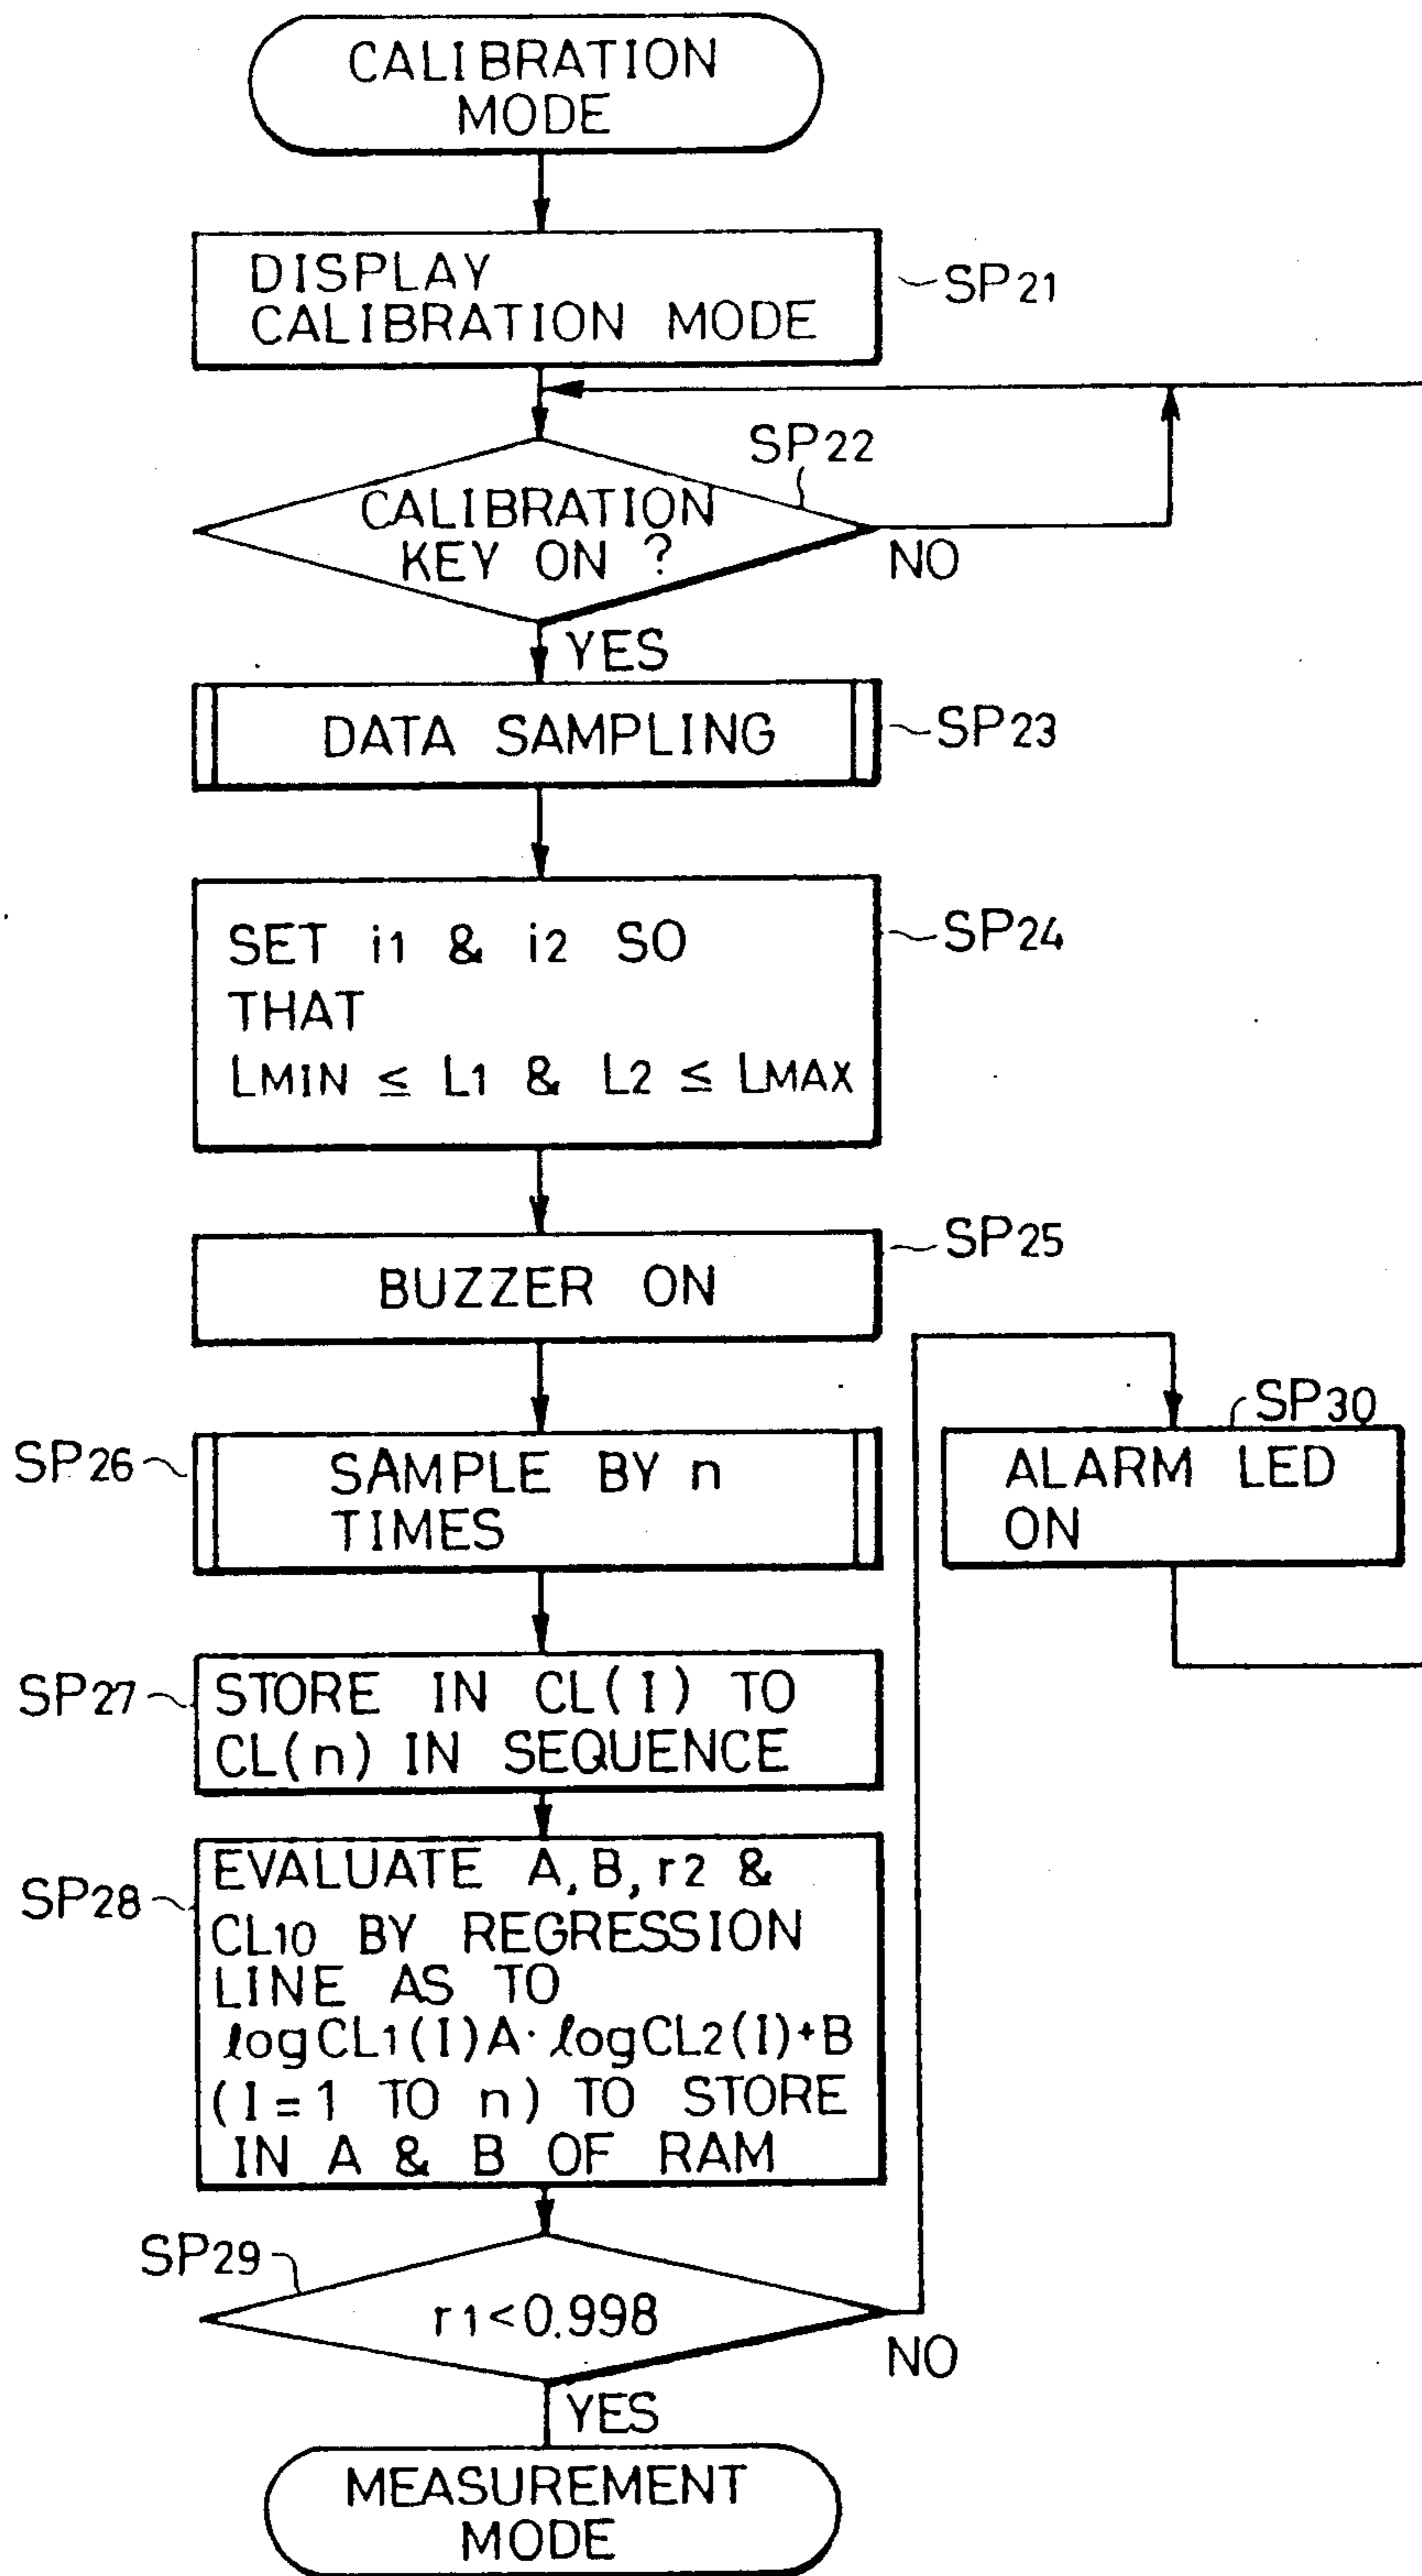 CALIBRATION
MODE
DISPLAY
CALIBRATION MODE
SP21
SP22
CALIBRATION
KEY ON ?
NO
YES
DATA SAMPLING
SP23
SET i1 & i2 SO
THAT
LMIN ≤ L1 & L2 ≤ LMAX
SP24
BUZZER ON
SP25
SP26
SAMPLE BY n
TIMES
SP30
ALARM LED
ON
SP27
STORE IN CL(I) TO
CL(n) IN SEQUENCE
SP28
EVALUATE A, B, r2 &
CL10 BY REGRESSION
LINE AS TO
logCL1(I)A·logCL2(I)+B
(I=1 TO n) TO STORE
IN A & B OF RAM
SP29
r1<0.998
NO
YES
MEASUREMENT
MODE